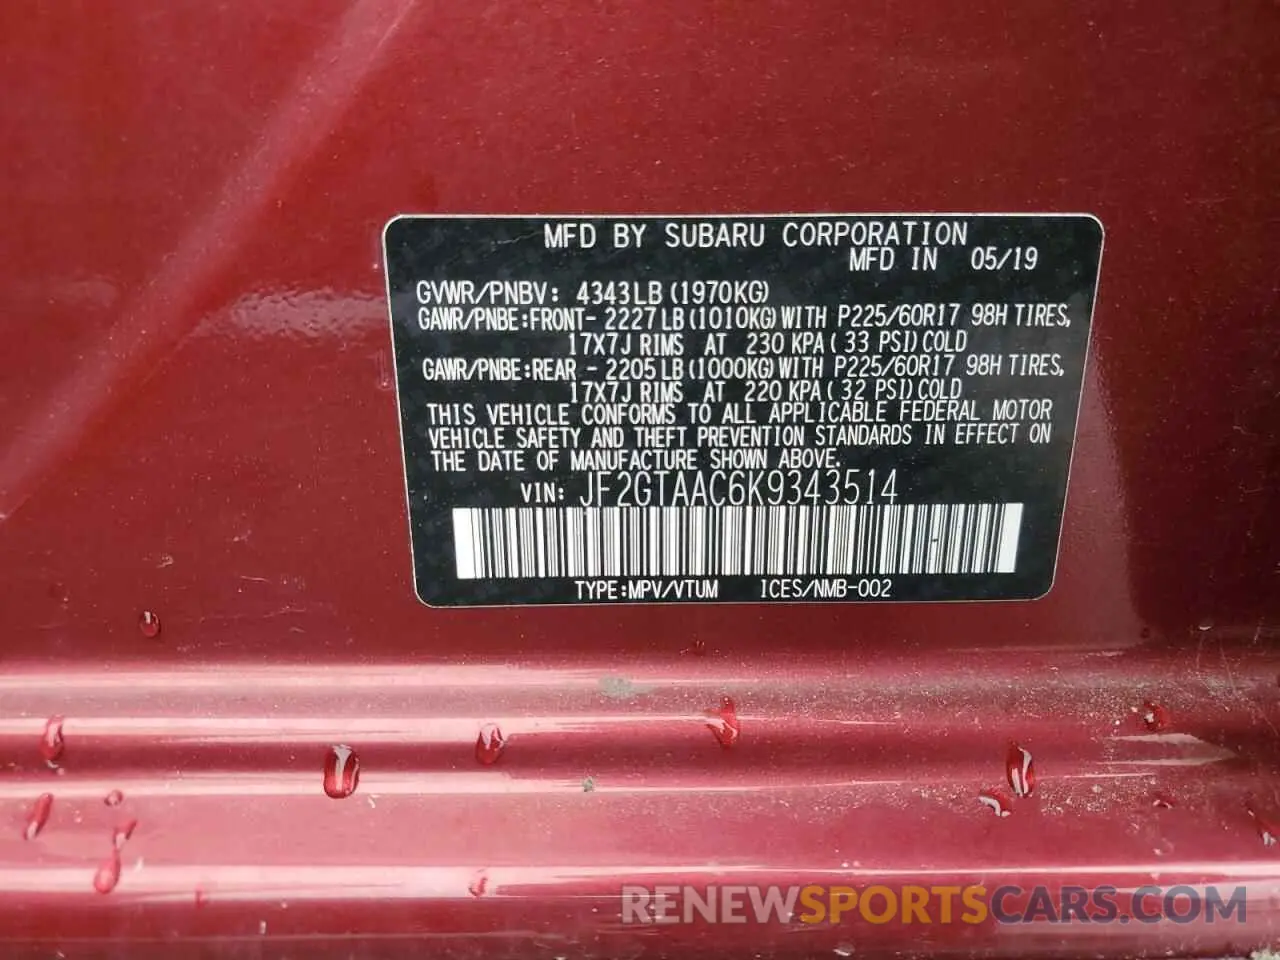 MFD BY SUBARU CORPORATION
MFD IN 05/19
GVWR/PNBV: 4343LB(1970KG)
GAWR/PNBE:FRONT- 2227LB(1010KG)WITH P225/60R17 98H TIRES,
17X7J RIMS AT 230 KPA(33 PSI)COLD
GAWR/PNBE:REAR - 2205LB(1000KG)WITH P225/60R17 98H TIRES,
17X7J RIMS AT 220 KPA(32 PSI)COLD
THIS VEHICLE CONFORMS TO ALL APPLICABLE FEDERAL MOTOR
VEHICLE SAFETY AND THEFT PREVENTION STANDARDS IN EFFECT ON
THE DATE OF MANUFACTURE SHOWN ABOVE.
VIN: JF2GTAAC6K9343514
TYPE:MPV/VTUM ICES/NMB-002
RENEWSPORTSCARS.COM